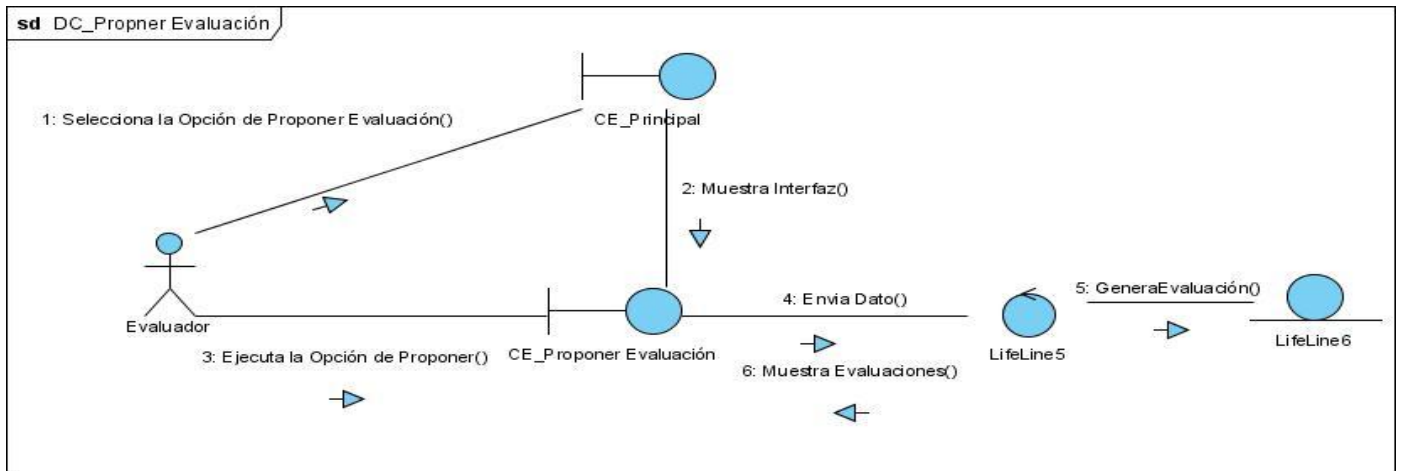 sd DC_Propner Evaluación
1: Selecciona la Opción de Proponer Evaluación()
CE_Principal
2: Muestra Interfaz()
Evaluador
3: Ejecuta la Opción de Proponer()
CE_Proponer Evaluación
4: Envia Dato()
6: Muestra Evaluaciones()
LifeLine5
5: GeneraEvaluación()
LifeLine6